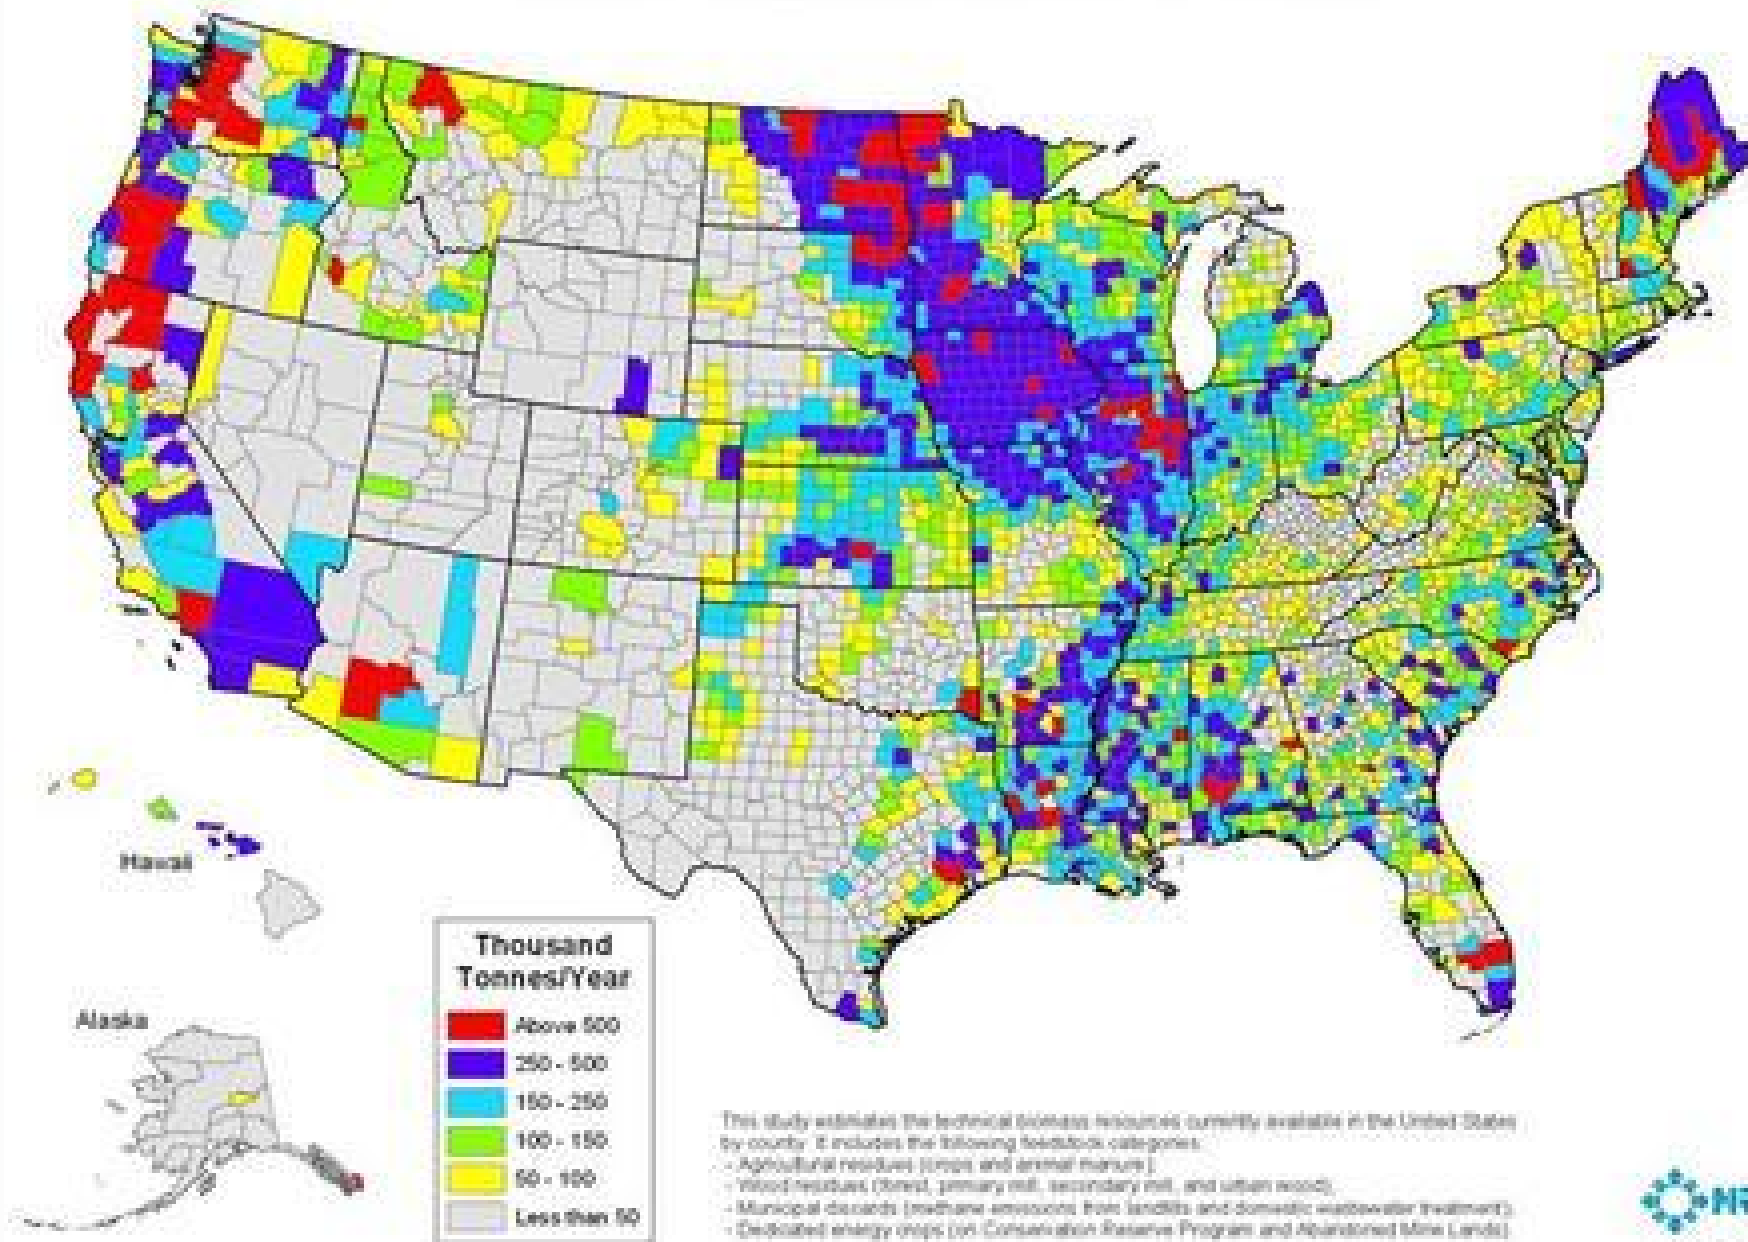 Hawaii
Alaska
Thousand
Tonnes/Year
Above 500
250 - 500
150 - 250
100 - 150
50 - 100
Less than 50
This study estimates the technical biomass resources currently available in the United States
by county. It includes the following feedstock categories:
- Agricultural residues (crops and animal manure);
- Wood residues (forest, primary mill, secondary mill, and urban wood);
- Municipal discards (methane emissions from landfills and domestic wastewater treatment);
- Dedicated energy crops (on Conservation Reserve Program and Abandoned Mine Lands).